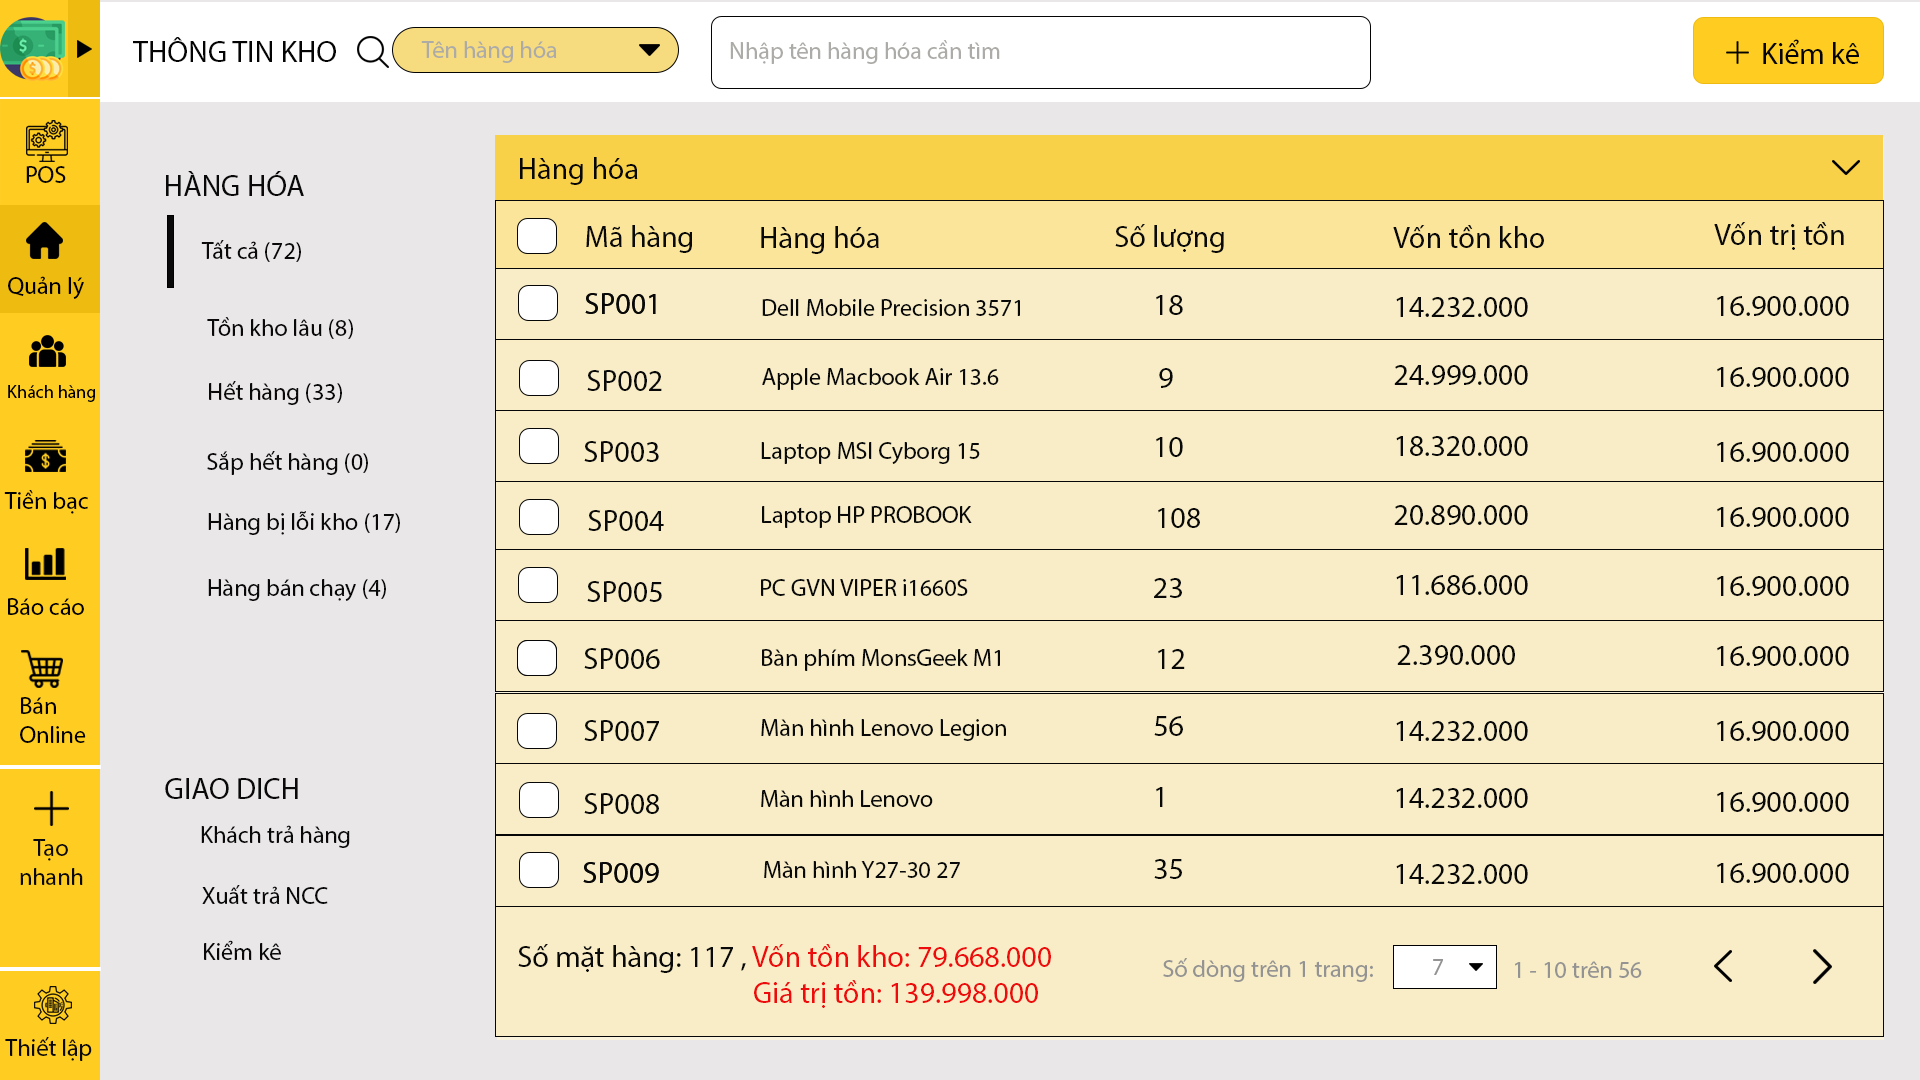 THÔNG TIN KHO
Tên hàng hóa
Nhập tên hàng hóa cần tìm
Kiểm kê
POS
Quản lý
Khách hàng
Tiền bạc
Báo cáo
Bán
Online
Tạo
nhanh
Thiết lập
HÀNG HÓA
Tất cả (72)
Tồn kho lâu (8)
Hết hàng (33)
Sắp hết hàng (0)
Hàng bị lỗi kho (17)
Hàng bán chạy (4)
GIAO DICH
Khách trả hàng
Xuất trả NCC
Kiểm kê
Hàng hóa
Mã hàng Hàng hóa Số lượng Vốn tồn kho Vốn trị tồn
SP001 Dell Mobile Precision 3571 18 14.232.000 16.900.000
SP002 Apple Macbook Air 13.6 9 24.999.000 16.900.000
SP003 Laptop MSI Cyborg 15 10 18.320.000 16.900.000
SP004 Laptop HP PROBOOK 108 20.890.000 16.900.000
SP005 PC GVN VIPER i1660S 23 11.686.000 16.900.000
SP006 Bàn phím MonsGeek M1 12 2.390.000 16.900.000
SP007 Màn hình Lenovo Legion 56 14.232.000 16.900.000
SP008 Màn hình Lenovo 1 14.232.000 16.900.000
SP009 Màn hình Y27-30 27 35 14.232.000 16.900.000
Số mặt hàng: 117 , Vốn tồn kho: 79.668.000
Giá trị tồn: 139.998.000
Số dòng trên 1 trang: 7 1 - 10 trên 56